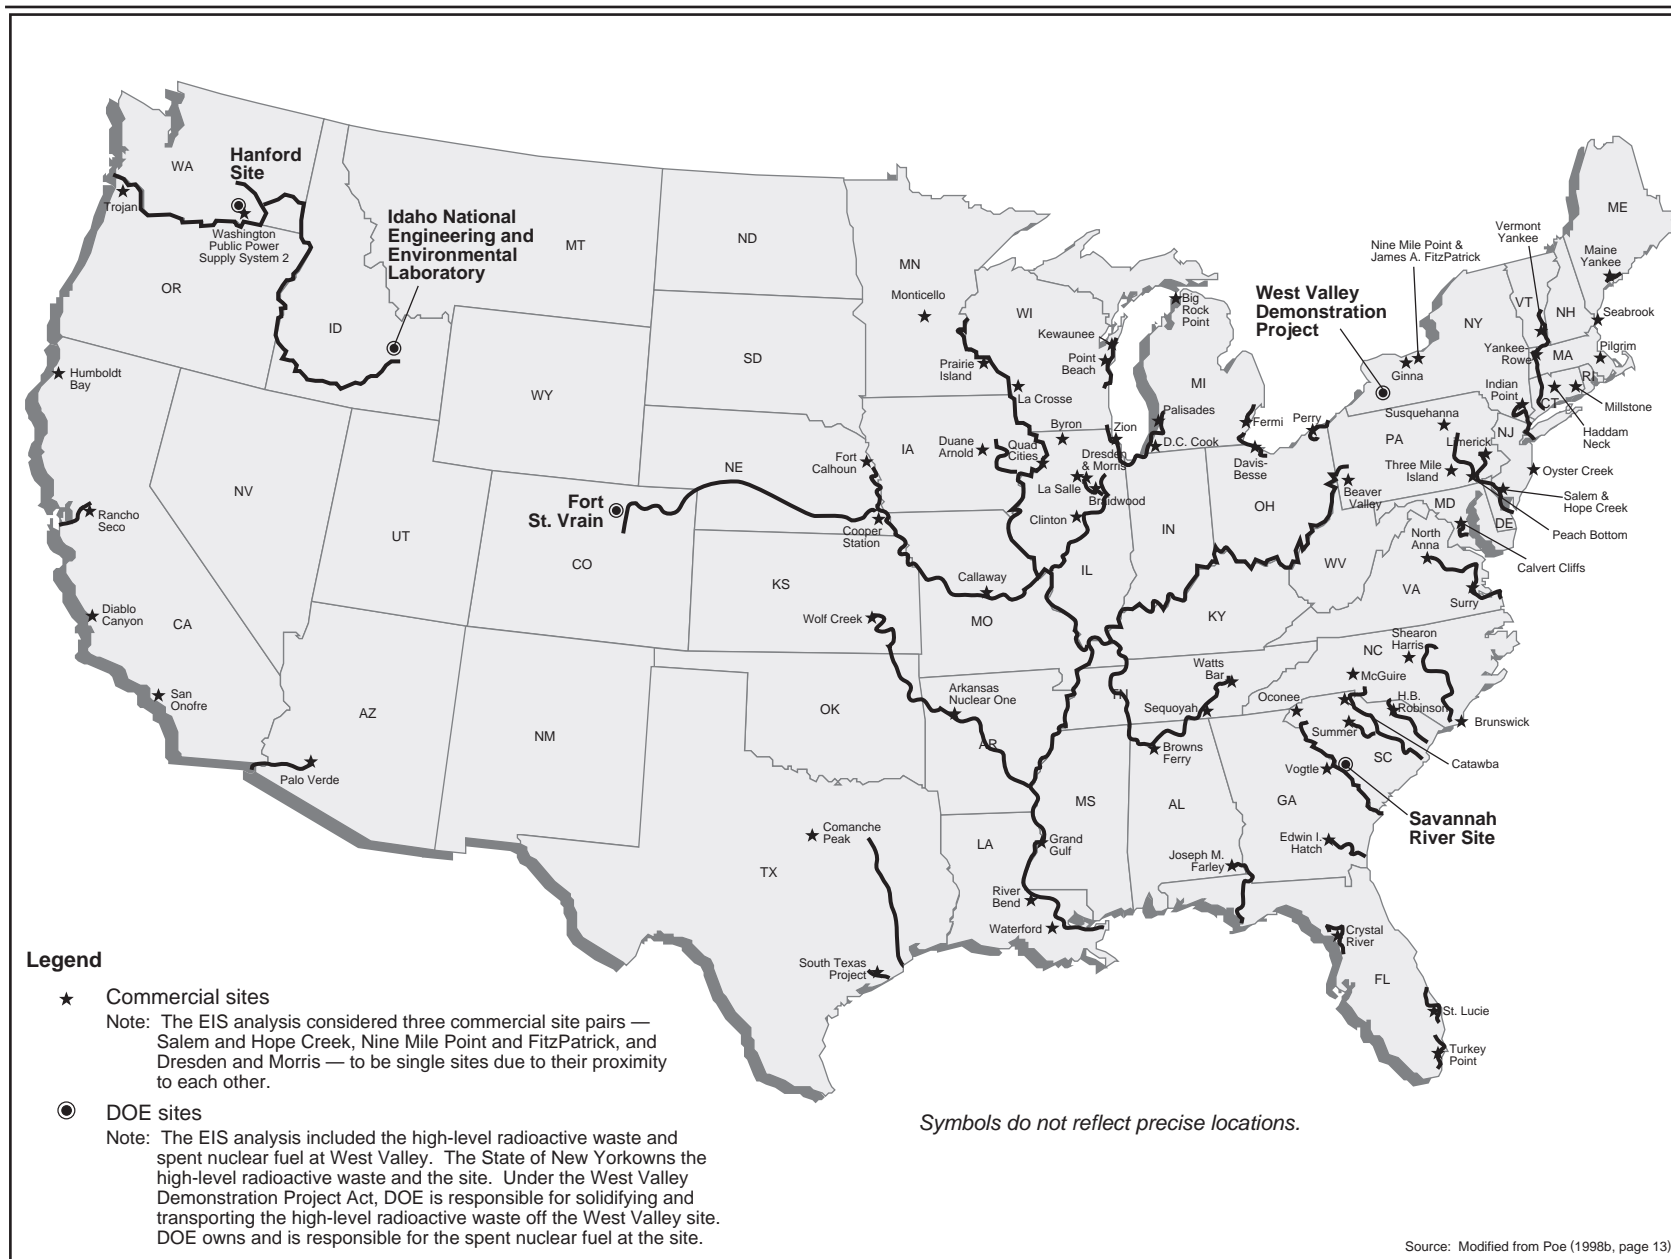 WA
Hanford
Site
Trojan
Washington
Public Power
Supply System 2
Idaho National
Engineering and
Environmental
Laboratory
OR
ID
MT
ND
SD
WY
NE
NV
UT
CO
KS
CA
AZ
NM
OK
TX
MN
Monticello
WI
Kewaunee
Point
Beach
Prairie
Island
La Crosse
Big
Rock
Point
MI
Palisades
D.C. Cook
Fermi
Davis-
Besse
Perry
IA
Duane
Arnold
Quad
Cities
Byron
Zion
Dresden
& Morris
La Salle
Braidwood
Clinton
IL
IN
OH
Fort
Calhoun
Cooper
Station
Fort
St. Vrain
Callaway
MO
Wolf Creek
Humboldt
Bay
Rancho
Seco
Diablo
Canyon
San
Onofre
Palo Verde
Arkansas
Nuclear One
AR
Comanche
Peak
South Texas
Project
LA
River
Bend
Waterford
Grand
Gulf
MS
AL
GA
TN
KY
Watts
Bar
Sequoyah
Browns
Ferry
Joseph M.
Farley
Edwin I.
Hatch
Vogtle
Oconee
Summer
SC
Savannah
River Site
Catawba
H.B.
Robinson
McGuire
NC
Shearon
Harris
Brunswick
Crystal
River
FL
St. Lucie
Turkey
Point
WV
VA
North
Anna
Surry
MD
DE
Calvert Cliffs
Peach Bottom
Salem &
Hope Creek
Oyster Creek
NJ
PA
Susquehanna
Limerick
Three Mile
Island
Beaver
Valley
West Valley
Demonstration
Project
Nine Mile Point &
James A. FitzPatrick
Ginna
NY
Indian
Point
Vermont
Yankee
VT
NH
ME
Maine
Yankee
Seabrook
Pilgrim
Yankee-
Rowe
MA
RI
CT
Millstone
Haddam
Neck
Legend
Commercial sites
Note: The EIS analysis considered three commercial site pairs —
Salem and Hope Creek, Nine Mile Point and FitzPatrick, and
Dresden and Morris — to be single sites due to their proximity
to each other.
DOE sites
Note: The EIS analysis included the high-level radioactive waste and
spent nuclear fuel at West Valley. The State of New Yorkowns the
high-level radioactive waste and the site. Under the West Valley
Demonstration Project Act, DOE is responsible for solidifying and
transporting the high-level radioactive waste off the West Valley site.
DOE owns and is responsible for the spent nuclear fuel at the site.
Symbols do not reflect precise locations.
Source: Modified from Poe (1998b, page 13)